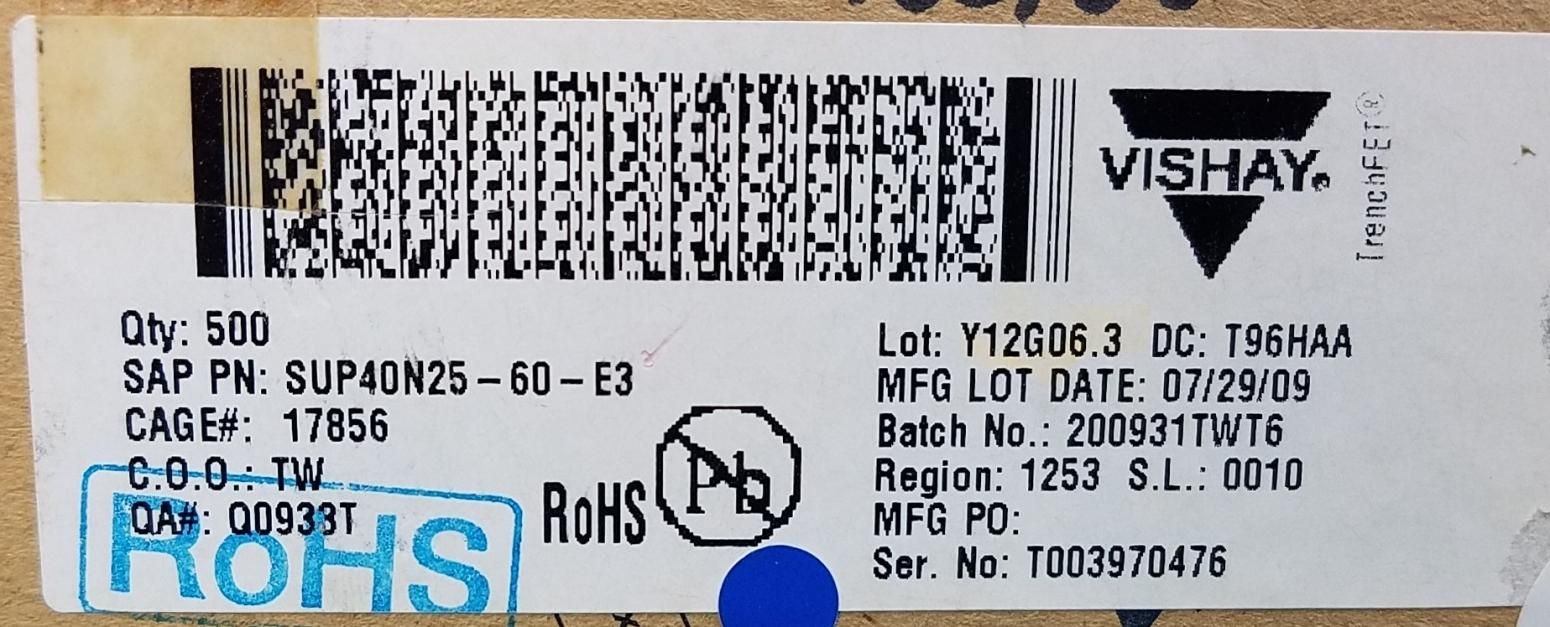 VISHAY®
TrenchFET®
Qty: 500
SAP PN: SUP40N25-60-E3
CAGE#: 17856
C.O.O.: TW
QA#: Q0933T
RoHS
RoHS
Pb
Lot: Y12G06.3 DC: T96HAA
MFG LOT DATE: 07/29/09
Batch No.: 200931TWT6
Region: 1253 S.L.: 0010
MFG PO:
Ser. No: T003970476